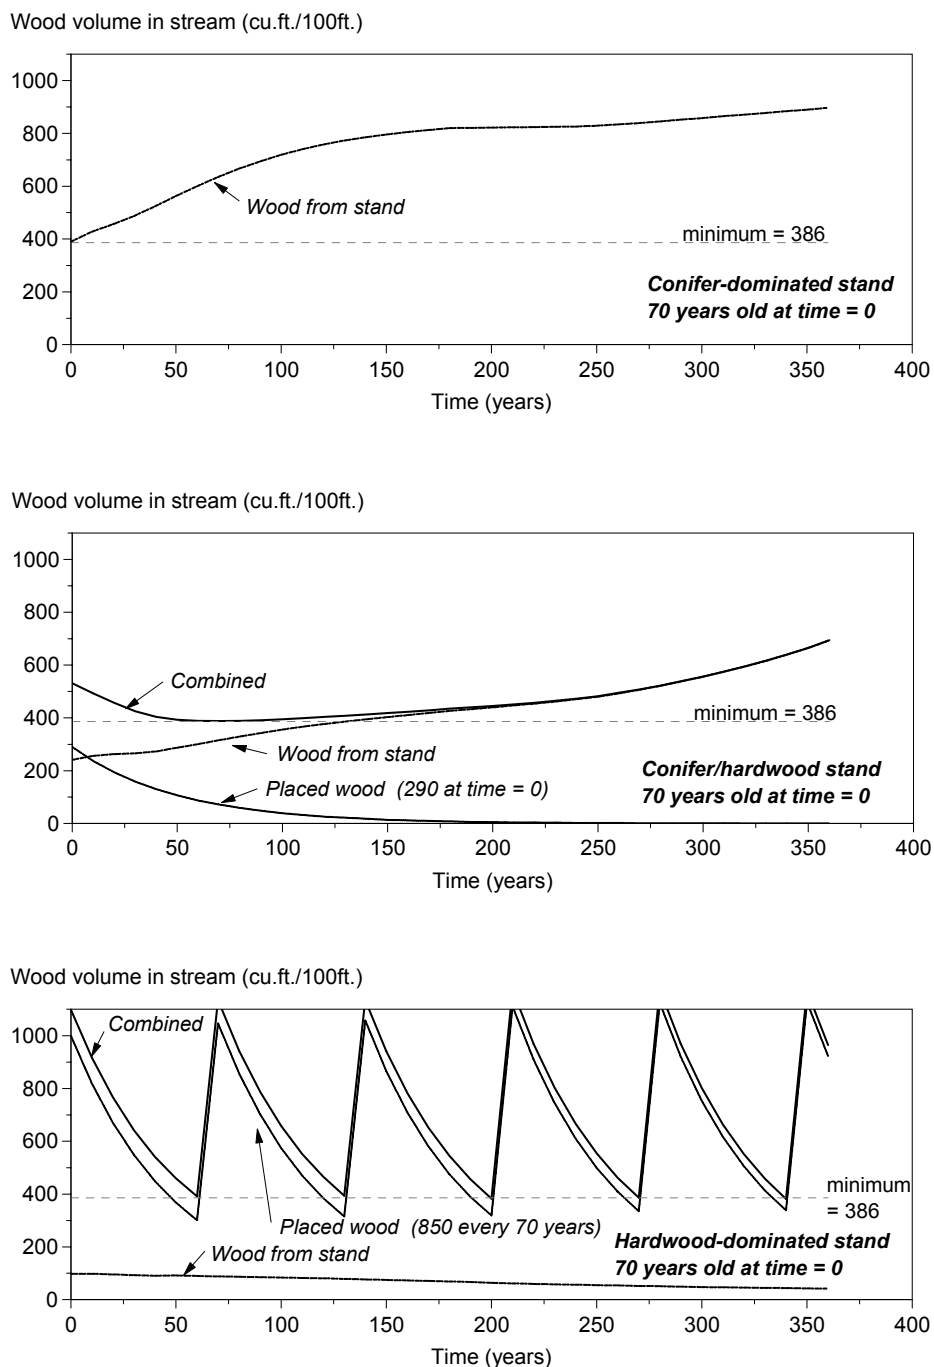 Wood volume in stream (cu.ft./100ft.)
1000
800
600
400
200
0
Wood from stand
minimum = 386
Conifer-dominated stand
70 years old at time = 0
0 50 100 150 200 250 300 350 400
Time (years)
Wood volume in stream (cu.ft./100ft.)
1000
800
600
400
200
0
Combined
minimum = 386
Wood from stand
Placed wood (290 at time = 0)
Conifer/hardwood stand
70 years old at time = 0
0 50 100 150 200 250 300 350 400
Time (years)
Wood volume in stream (cu.ft./100ft.)
1000
800
600
400
200
0
Combined
minimum
= 386
Placed wood (850 every 70 years)
Wood from stand
Hardwood-dominated stand
70 years old at time = 0
0 50 100 150 200 250 300 350 400
Time (years)